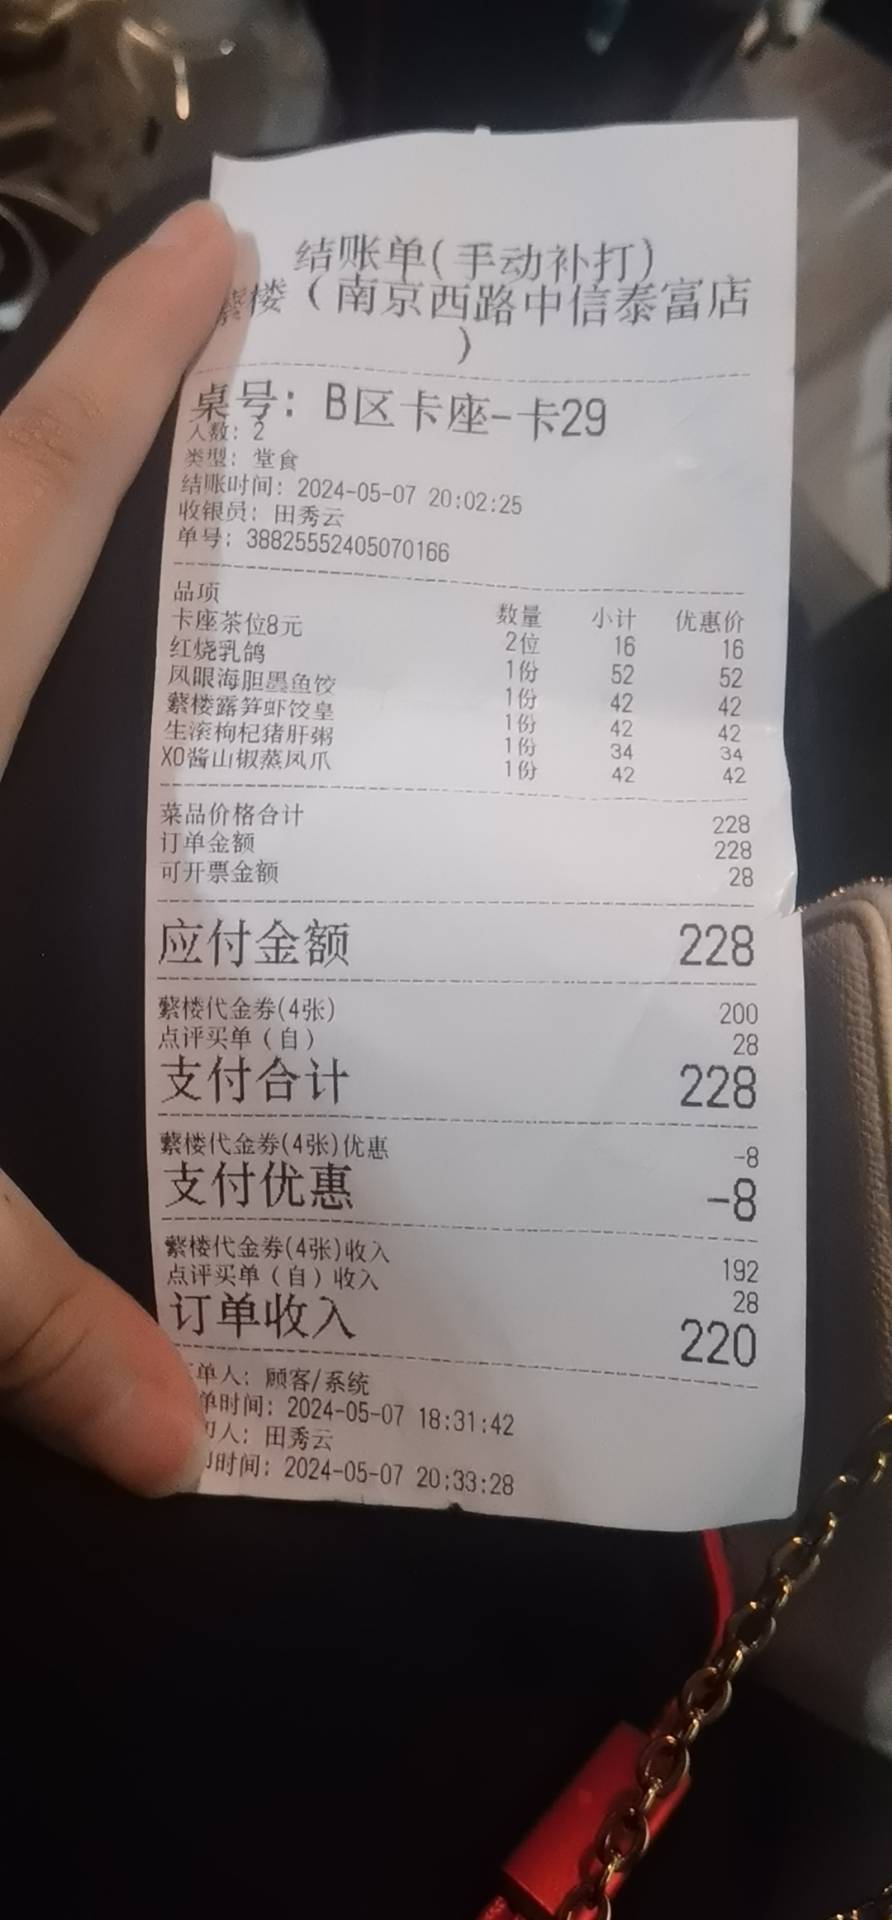 结账单(手动补打)
蘩楼（南京西路中信泰富店
）
桌号: B区卡座-卡29
人数: 2
类型: 堂食
结账时间: 2024-05-07 20:02:25
收银员: 田秀云
单号: 38825552405070166
品项 数量 小计 优惠价
卡座茶位8元 2位 16 16
红烧乳鸽 1份 52 52
凤眼海胆墨鱼饺 1份 42 42
蘩楼露笋虾饺皇 1份 42 42
生滚枸杞猪肝粥 1份 34 34
XO酱山椒蒸凤爪 1份 42 42
菜品价格合计 228
订单金额 228
可开票金额 28
应付金额 228
蘩楼代金券(4张) 200
点评买单（自） 28
支付合计 228
蘩楼代金券(4张)优惠 -8
支付优惠 -8
蘩楼代金券(4张)收入 192
点评买单（自）收入 28
订单收入 220
单人: 顾客/系统
单时间: 2024-05-07 18:31:42
人: 田秀云
时间: 2024-05-07 20:33:28